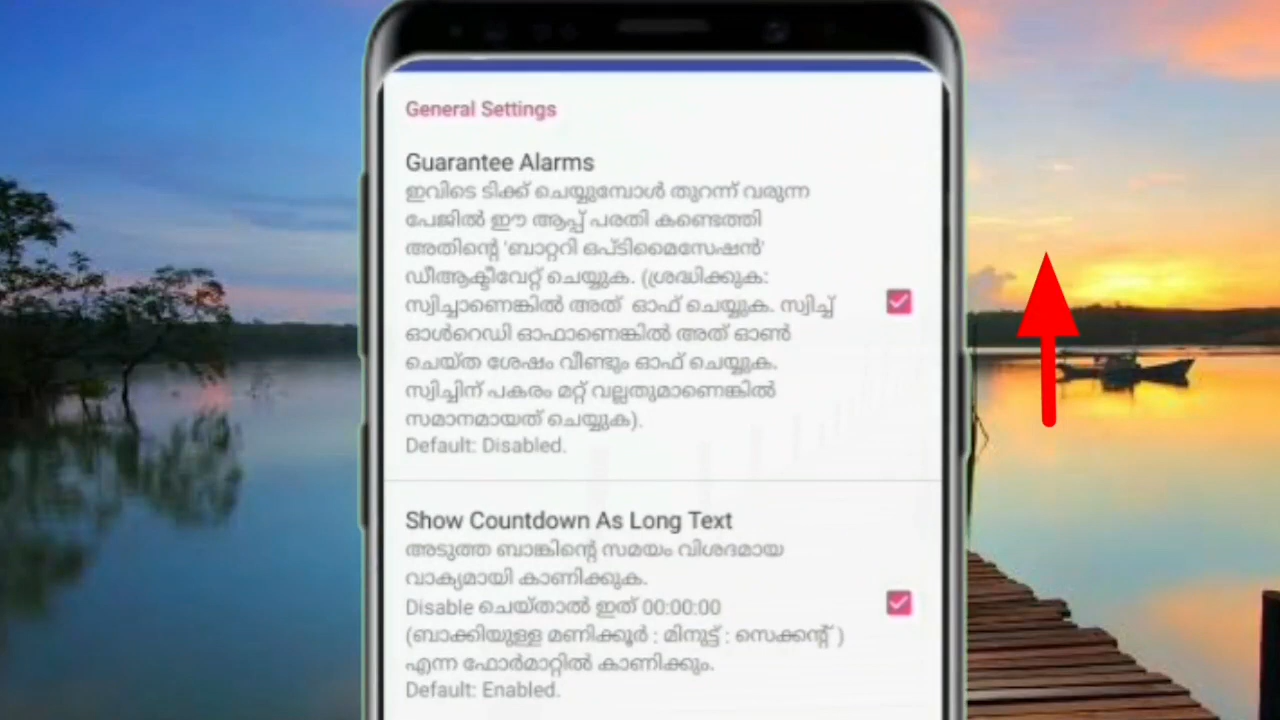 General Settings
Guarantee Alarms
ഇവിടെ ടിക്ക് ചെയ്യുമ്പോൾ തുറന്ന് വരുന്ന
പേജിൽ ഈ ആപ്പ് പരതി കണ്ടെത്തി
അതിന്റെ 'ബാറ്ററി ഒപ്ടിമൈസേഷൻ'
ഡീആക്ടീവേറ്റ് ചെയ്യുക. (ശ്രദ്ധിക്കുക:
സ്വിച്ചാണെങ്കിൽ അത് ഓഫ് ചെയ്യുക. സ്വിച്ച്
ഓൾറെഡി ഓഫാണെങ്കിൽ അത് ഓൺ
ചെയ്ത ശേഷം വീണ്ടും ഓഫ് ചെയ്യുക.
സ്വിച്ചിന് പകരം മറ്റ് വല്ലതുമാണെങ്കിൽ
സമാനമായത് ചെയ്യുക).
Default: Disabled.
Show Countdown As Long Text
അടുത്ത ബാങ്കിന്റെ സമയം വിശദമായ
വാക്യമായി കാണിക്കുക.
Disable ചെയ്താൽ ഇത് 00:00:00
(ബാക്കിയുള്ള മണിക്കൂർ : മിനുട്ട് : സെക്കന്റ് )
എന്ന ഫോർമാറ്റിൽ കാണിക്കും.
Default: Enabled.